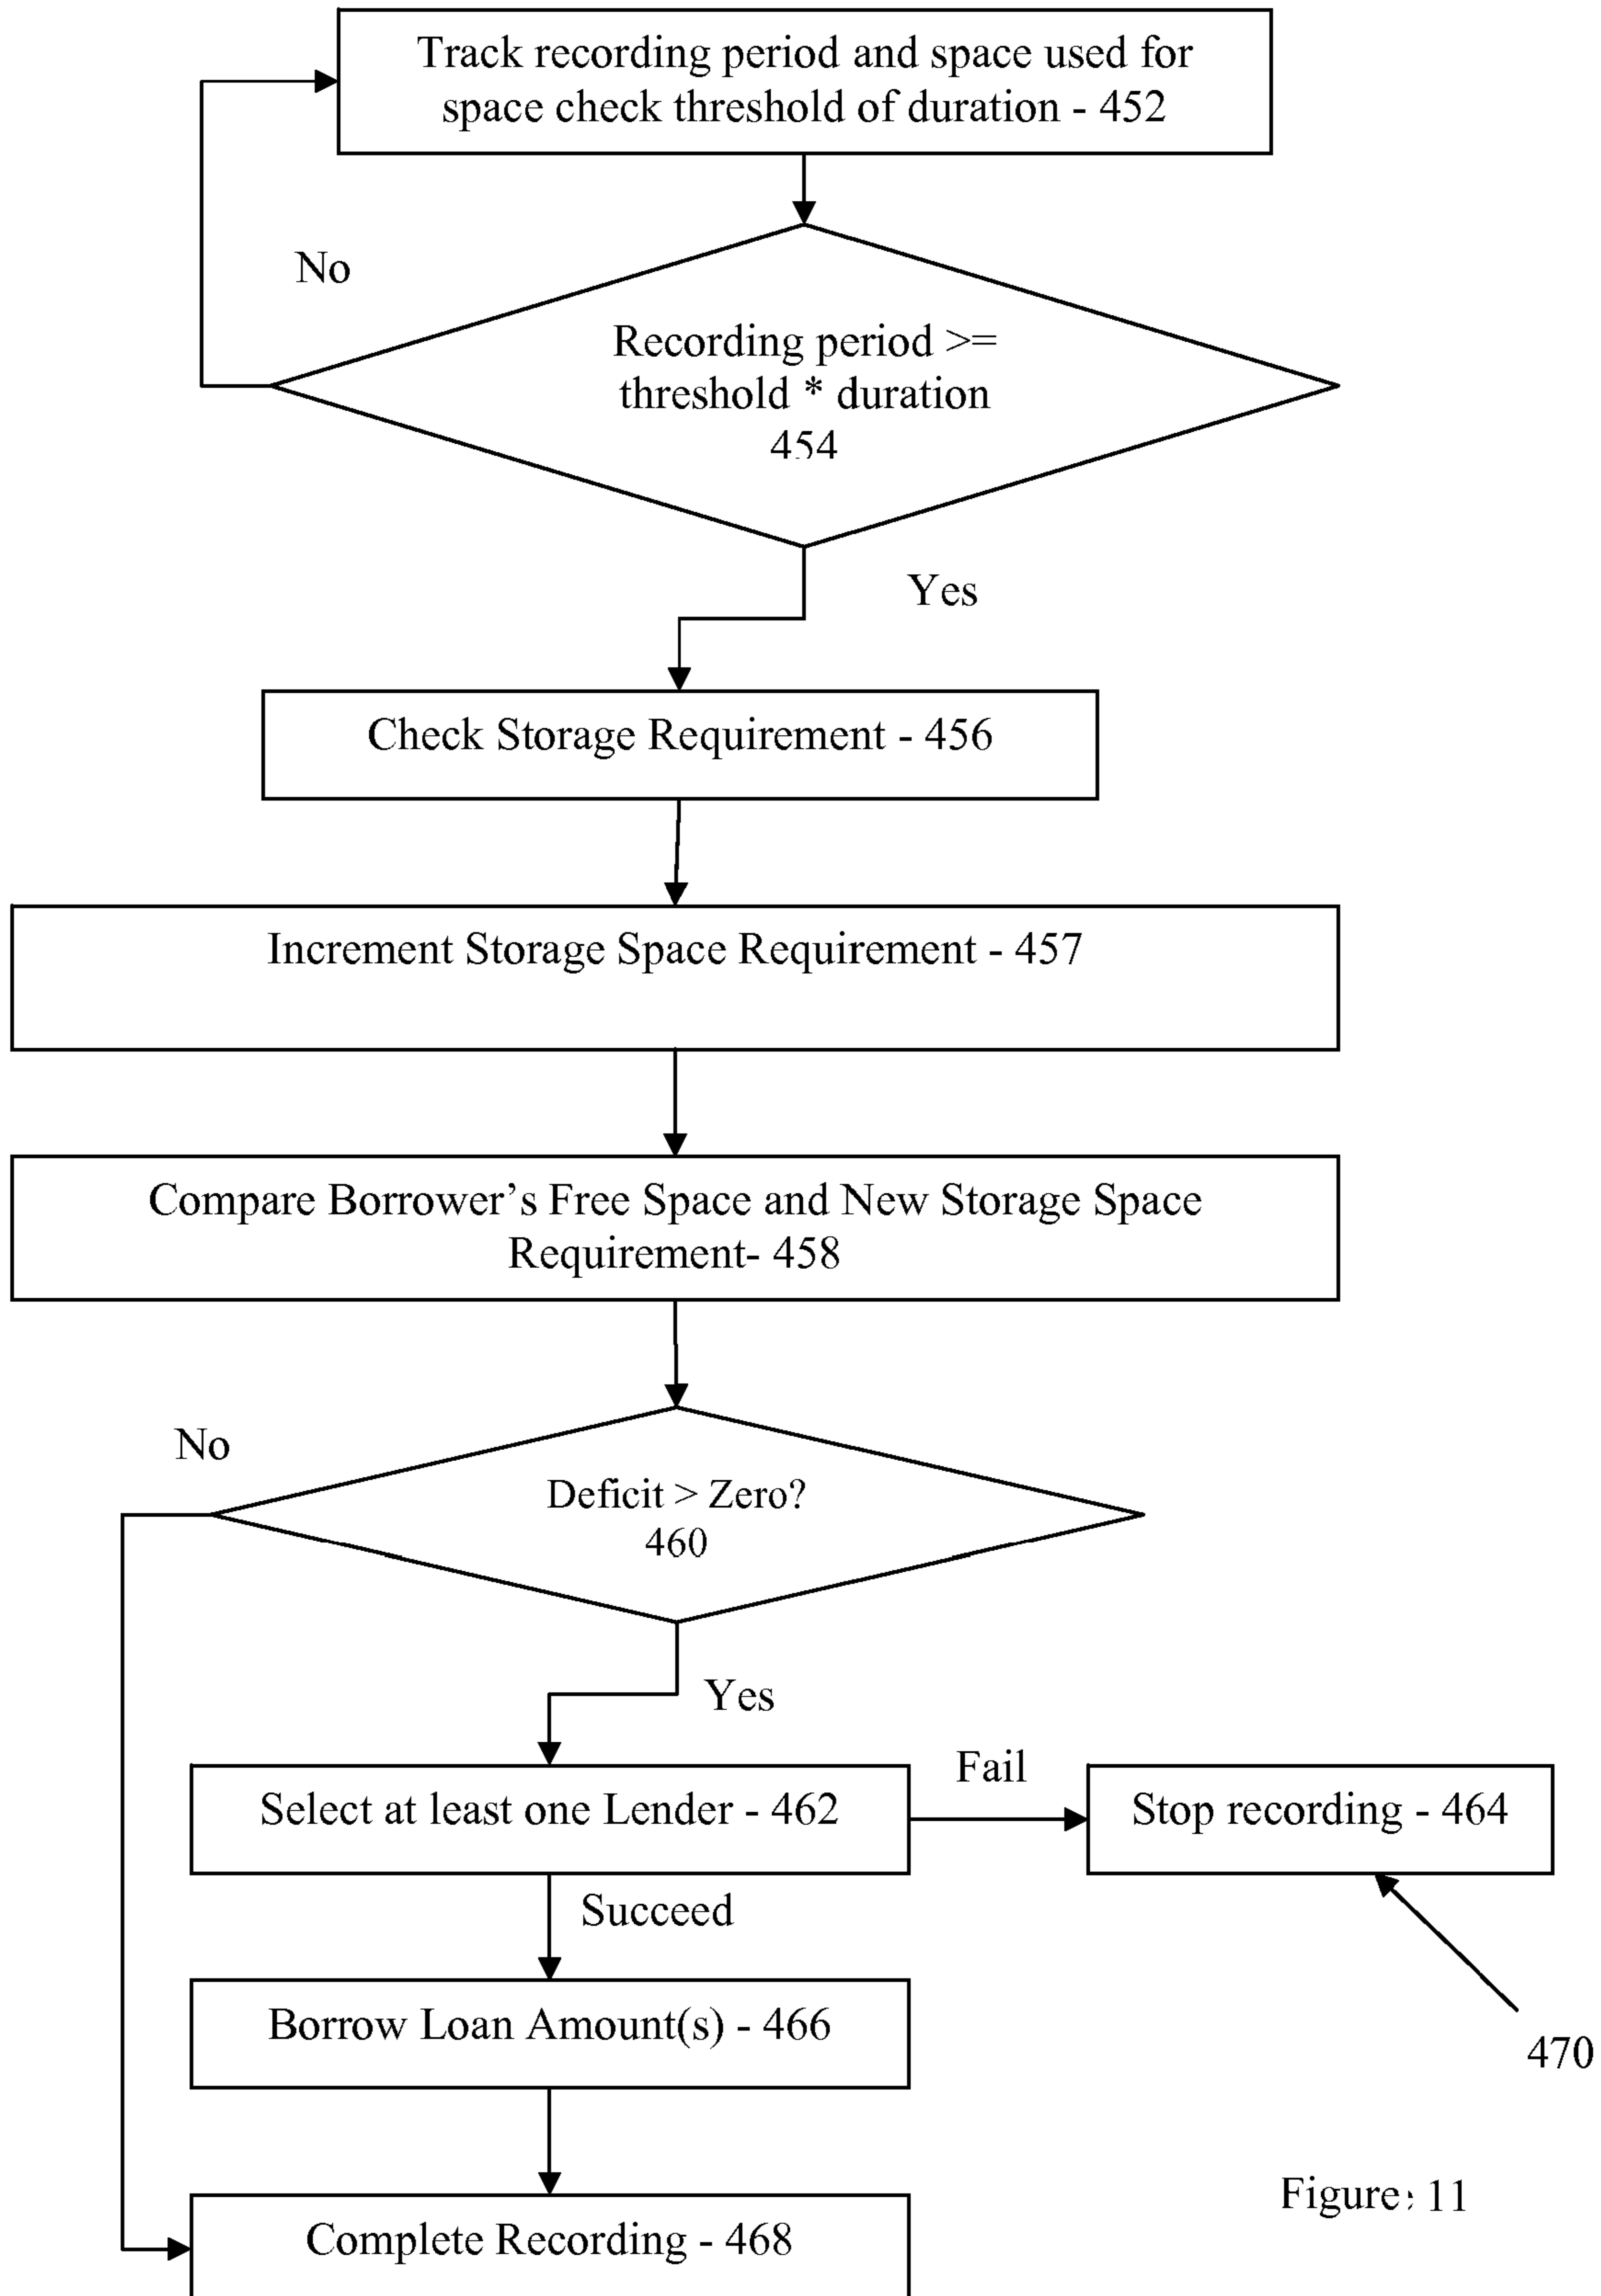 Track recording period and space used for
space check threshold of duration - 452
No
Recording period >=
threshold * duration
454
Yes
Check Storage Requirement - 456
Increment Storage Space Requirement - 457
Compare Borrower's Free Space and New Storage Space
Requirement- 458
No
Deficit > Zero?
460
Yes
Select at least one Lender - 462
Fail
Stop recording - 464
Succeed
Borrow Loan Amount(s) - 466
470
Figure 11
Complete Recording - 468